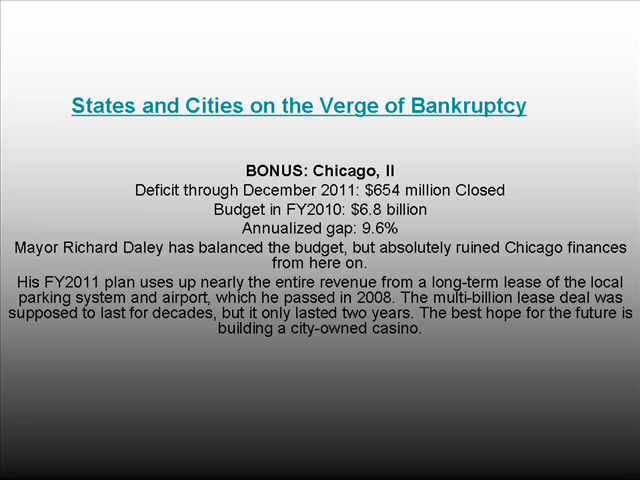 States and Cities on the Verge of Bankruptcy
BONUS: Chicago, Il
Deficit through December 2011: $654 million Closed
Budget in FY2010: $6.8 billion
Annualized gap: 9.6%
Mayor Richard Daley has balanced the budget, but absolutely ruined Chicago finances
from here on.
His FY2011 plan uses up nearly the entire revenue from a long-term lease of the local
parking system and airport, which he passed in 2008. The multi-billion lease deal was
supposed to last for decades, but it only lasted two years. The best hope for the future is
building a city-owned casino.